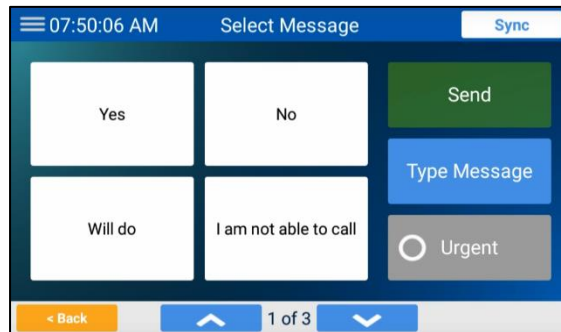 07:50:06 AM
Select Message
Sync
Yes
No
Send
Type Message
Will do
I am not able to call
Urgent
< Back
1 of 3